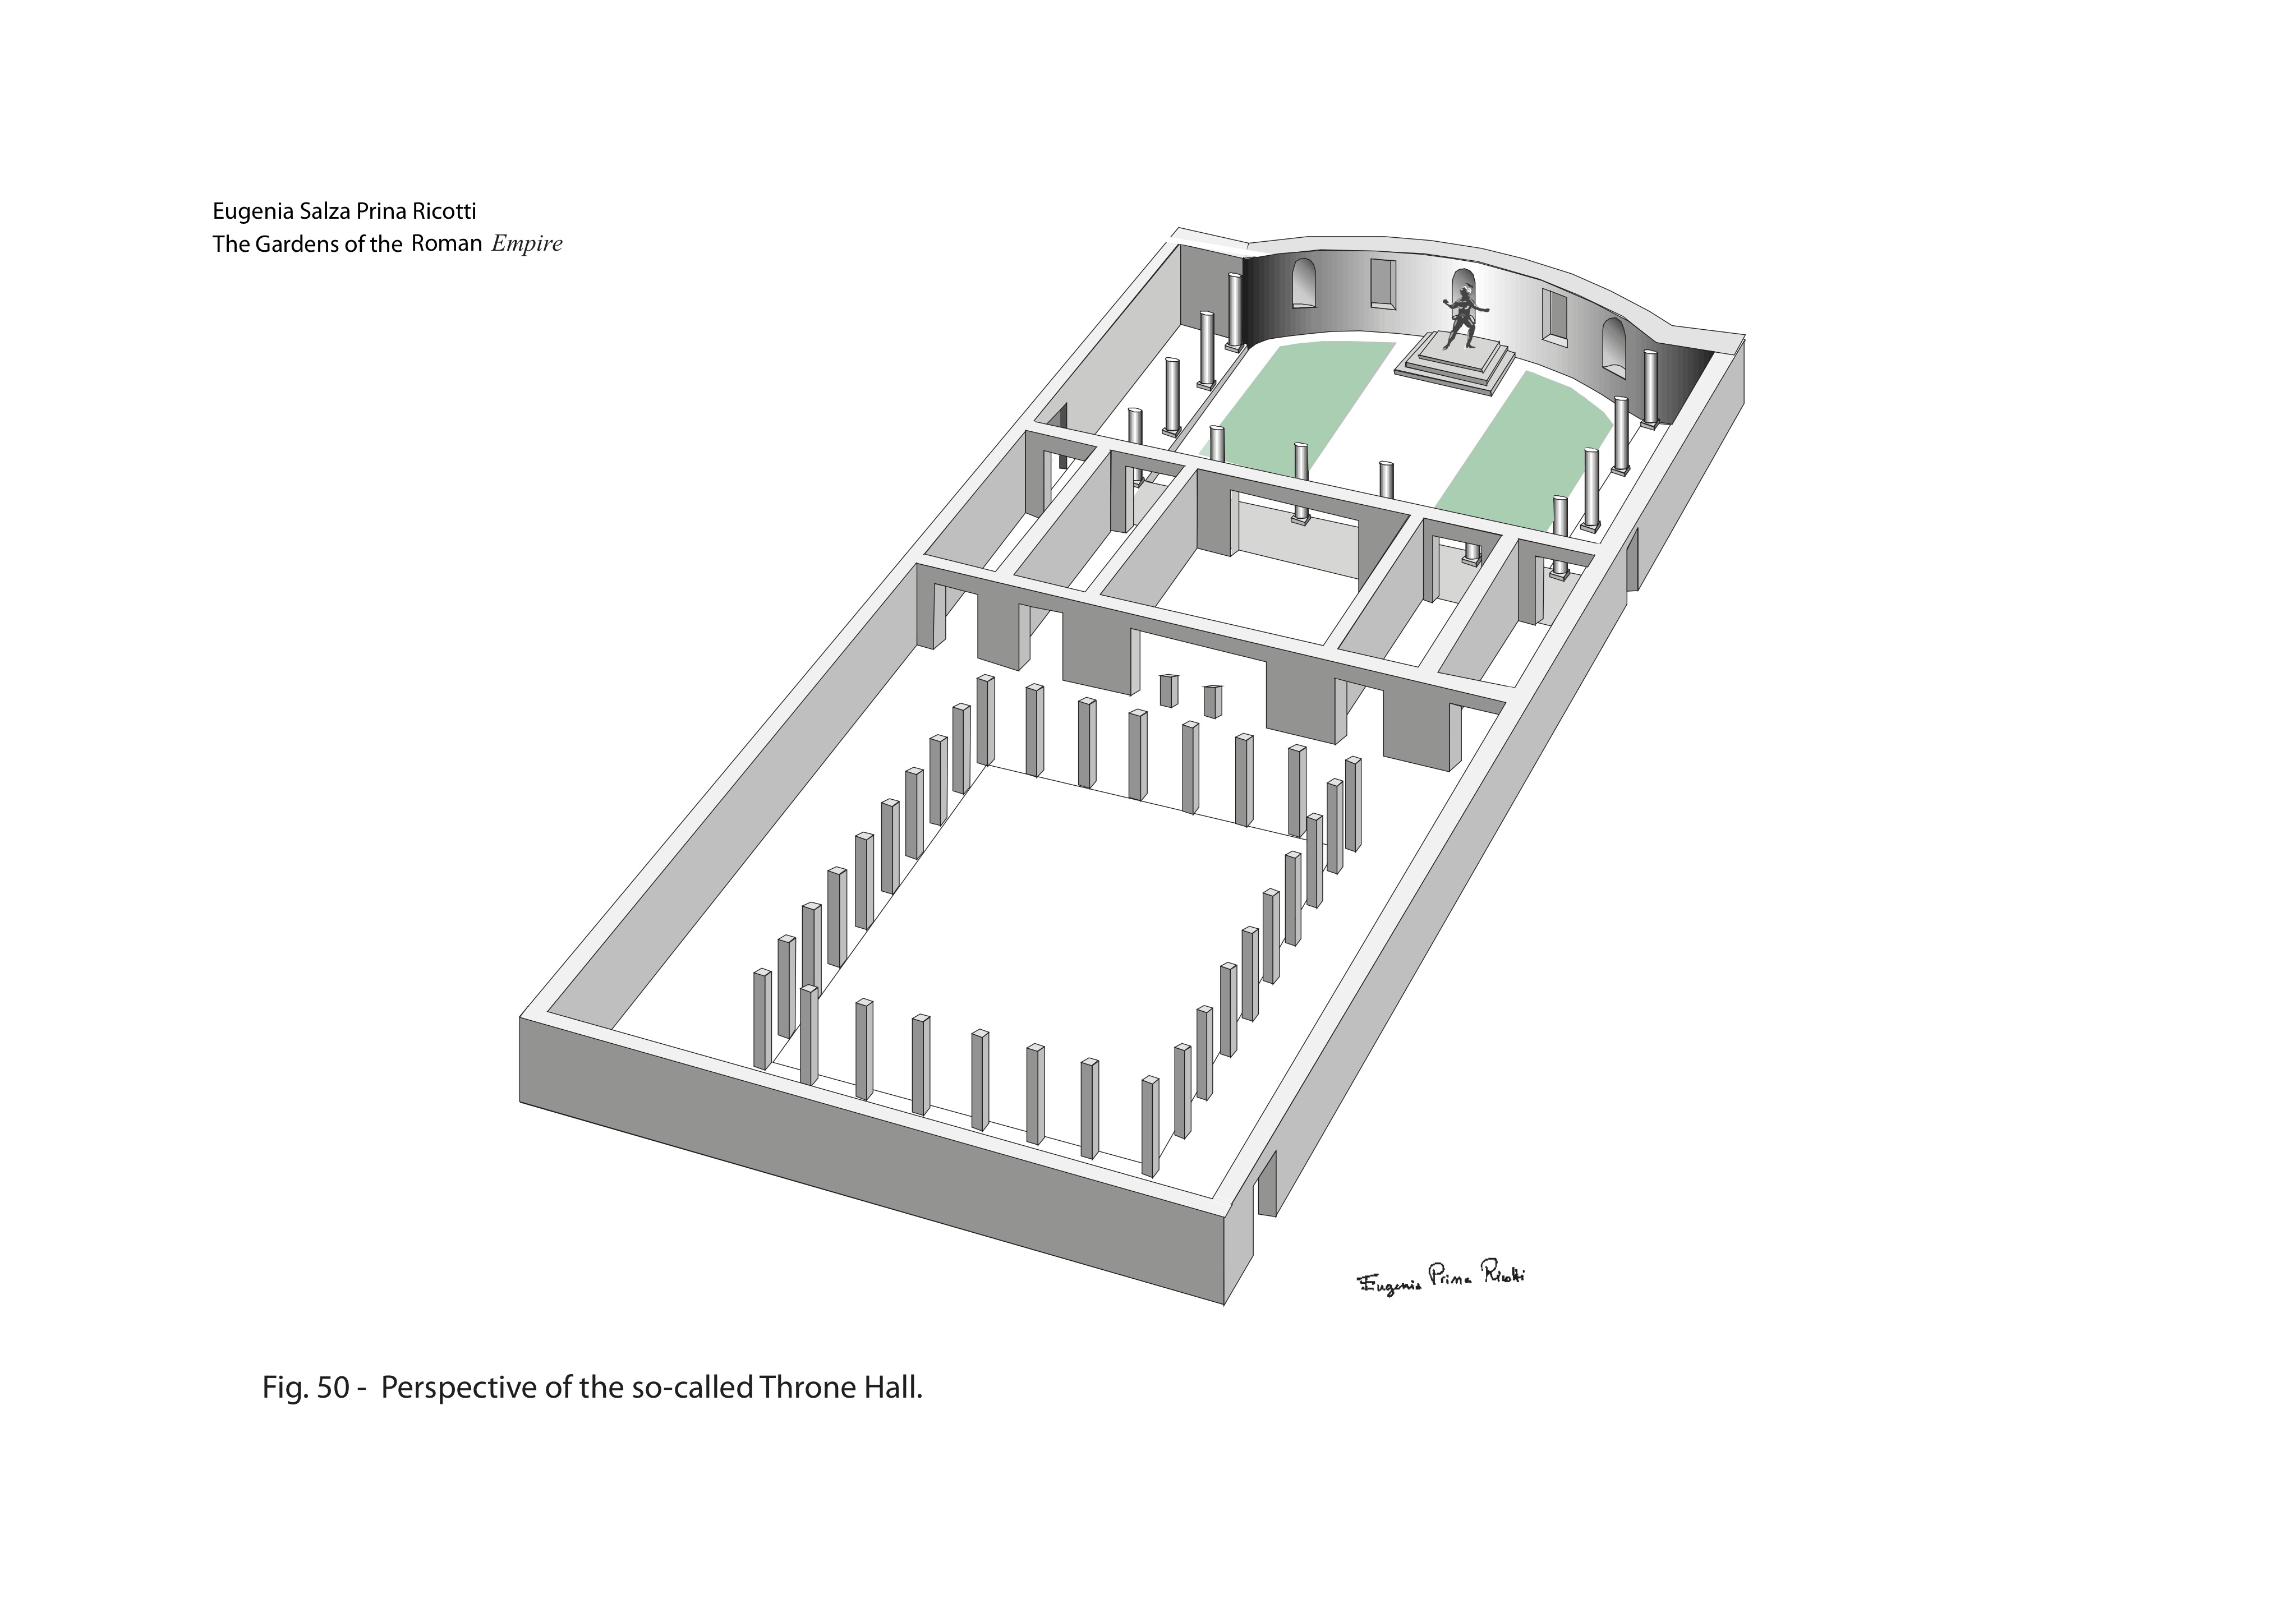 Eugenia Salza Prina Ricotti
The Gardens of the Roman Empire
Eugenia Prina Ricotti
Fig. 50 - Perspective of the so-called Throne Hall.